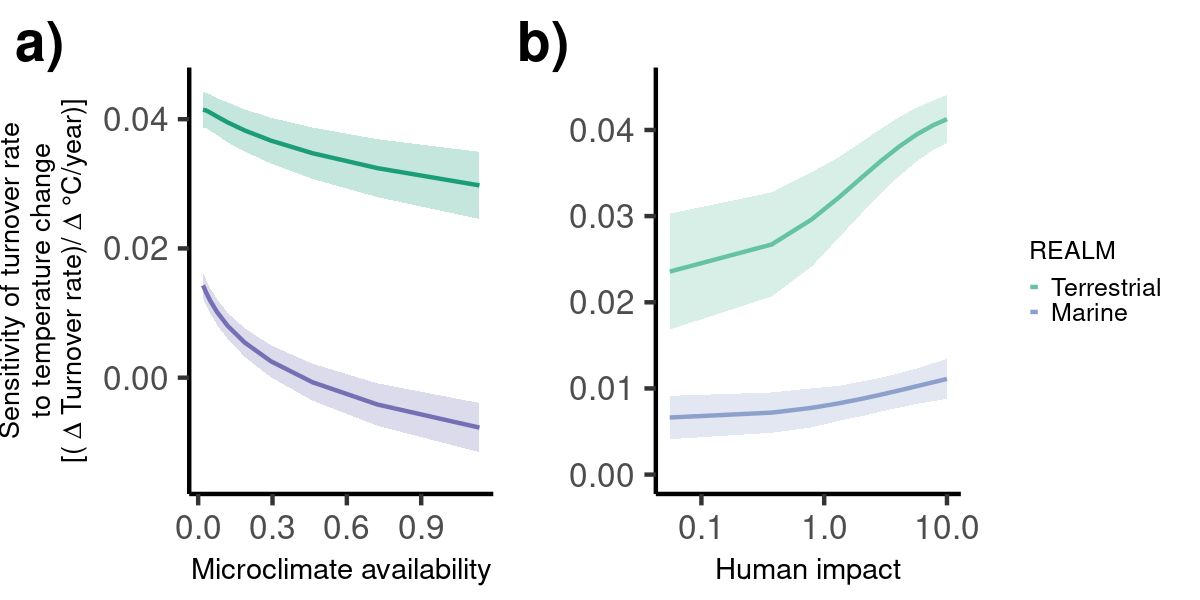 a)
Sensitivity of turnover rate
to temperature change
[( Δ Turnover rate)/ Δ °C/year)]
0.04
0.02
0.00
0.0 0.3 0.6 0.9
Microclimate availability
b)
0.04
0.03
0.02
0.01
0.00
0.1 1.0 10.0
Human impact
REALM
Terrestrial
Marine